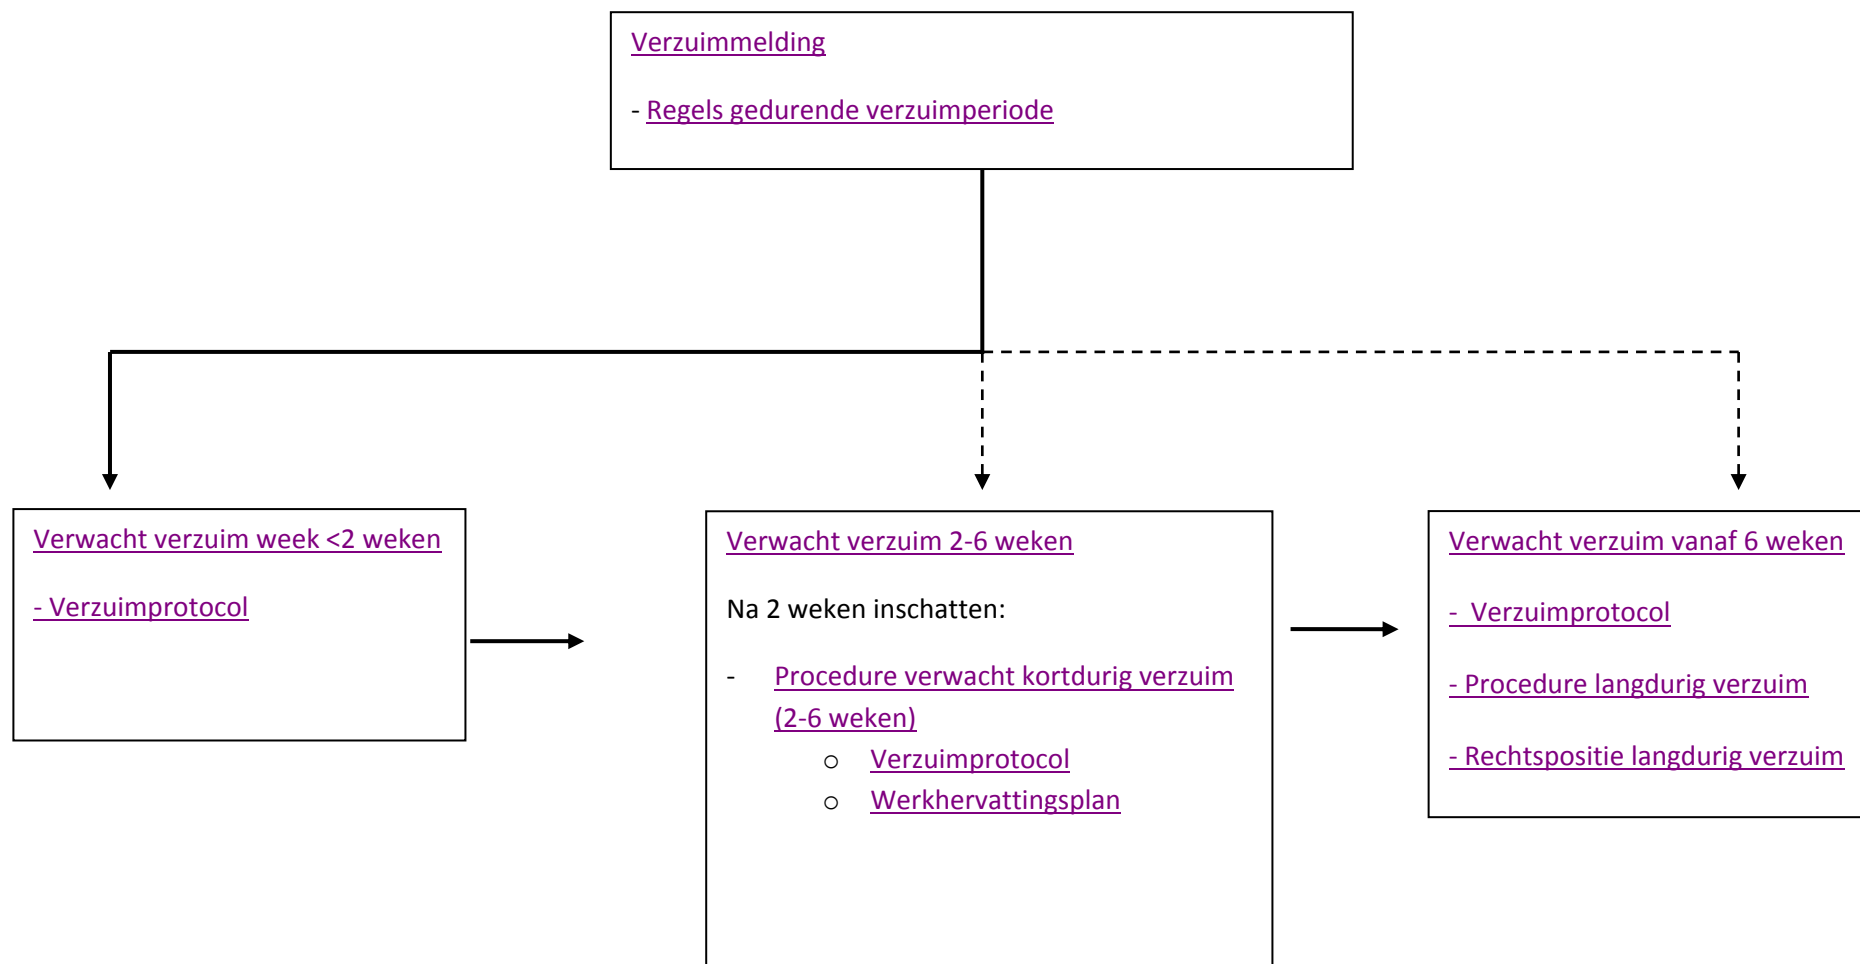 Verzuimmelding
- Regels gedurende verzuimperiode
Verwacht verzuim week <2 weken
- Verzuimprotocol
Verwacht verzuim 2-6 weken
Na 2 weken inschatten:
- Procedure verwacht kortdurig verzuim
(2-6 weken)
o Verzuimprotocol
o Werkhervattingsplan
Verwacht verzuim vanaf 6 weken
- Verzuimprotocol
- Procedure langdurig verzuim
- Rechtspositie langdurig verzuim